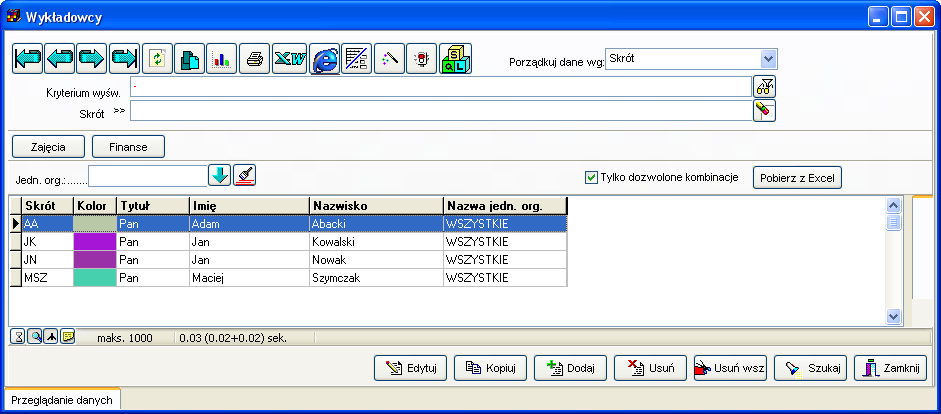 Wykładowcy
Porządkuj dane wg: Skrót
Kryterium wyśw.
Skrót >>
Zajęcia Finanse
Jedn. org.:...... Tylko dozwolone kombinacje Pobierz z Excel
Skrót Kolor Tytuł Imię Nazwisko Nazwa jedn. org.
AA Pan Adam Abacki WSZYSTKIE
JK Pan Jan Kowalski WSZYSTKIE
JN Pan Jan Nowak WSZYSTKIE
MSZ Pan Maciej Szymczak WSZYSTKIE
maks. 1000 0.03 (0.02+0.02) sek.
Edytuj Kopiuj Dodaj Usuń Usuń wsz Szukaj Zamknij
Przeglądanie danych